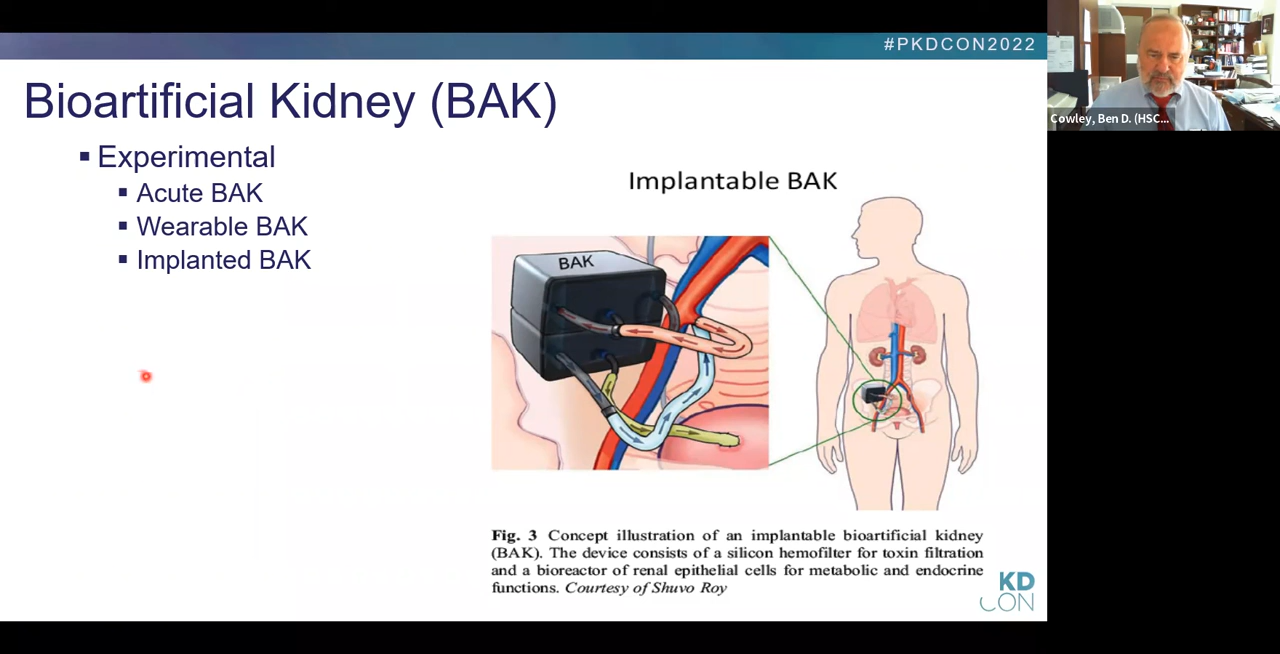 #PKDCON2022
Cowley, Ben D. (HSC...
Bioartificial Kidney (BAK)
▪ Experimental
▪ Acute BAK
▪ Wearable BAK
▪ Implanted BAK
Implantable BAK
BAK
Fig. 3 Concept illustration of an implantable bioartificial kidney
(BAK). The device consists of a silicon hemofilter for toxin filtration
and a bioreactor of renal epithelial cells for metabolic and endocrine
functions. Courtesy of Shuvo Roy
KD
CON